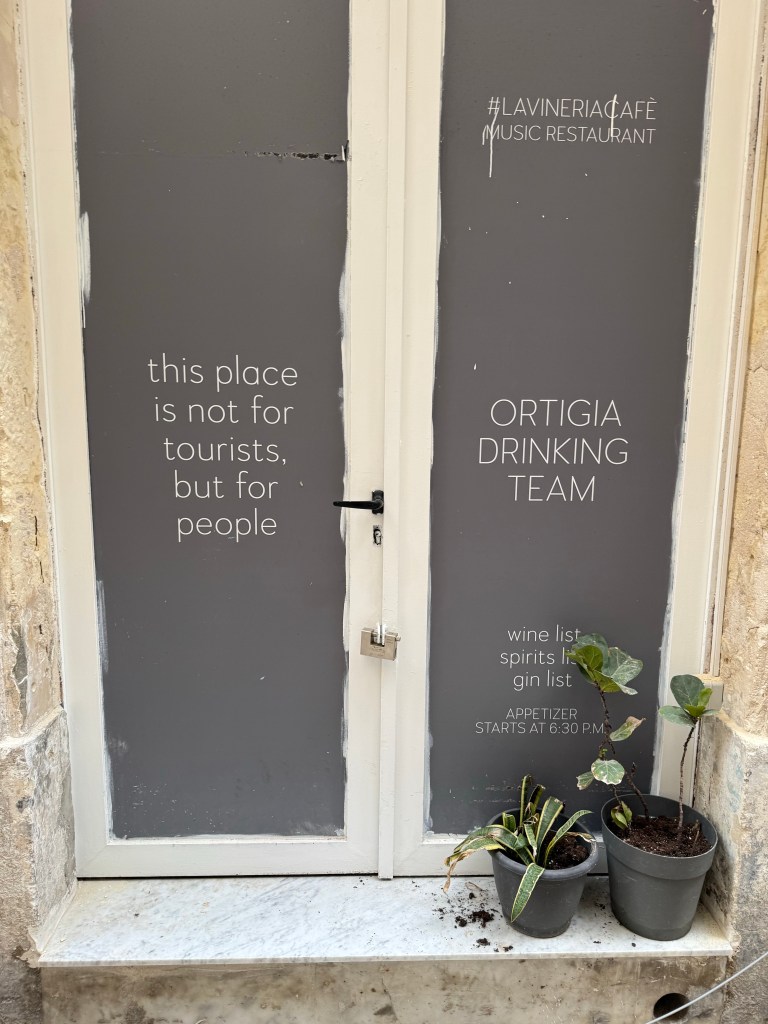 this place
is not for
tourists,
but for
people
#LAVINERIACAFÈ
MUSIC RESTAURANT
ORTIGIA
DRINKING
TEAM
wine list
spirits list
gin list
APPETIZER
STARTS AT 6:30 P.M.